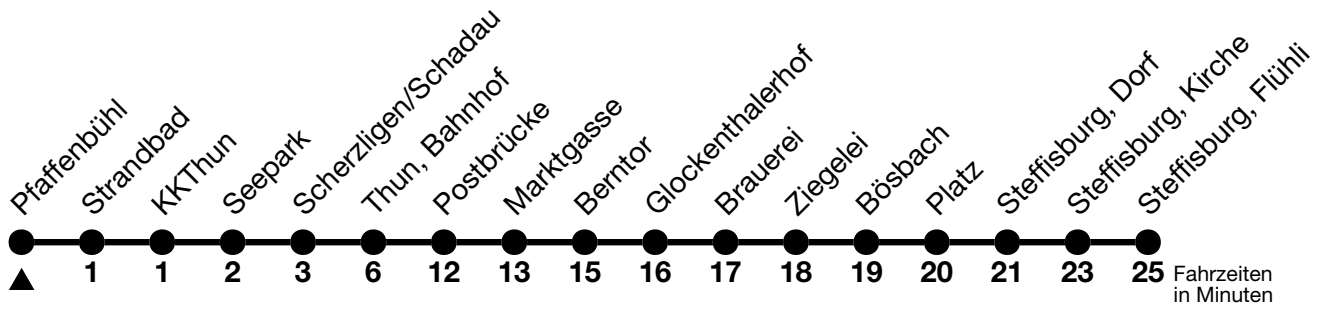 Pfaffenbühl
Strandbad
KKThun
Seepark
Scherzligen/Schadau
Thun, Bahnhof
Postbrücke
Marktgasse
Berntor
Glockenthalerhof
Brauerei
Ziegelei
Bösbach
Platz
Steffisburg, Dorf
Steffisburg, Kirche
Steffisburg, Flühli
1 1 2 3 6 12 13 15 16 17 18 19 20 21 23 25
Fahrzeiten
in Minuten